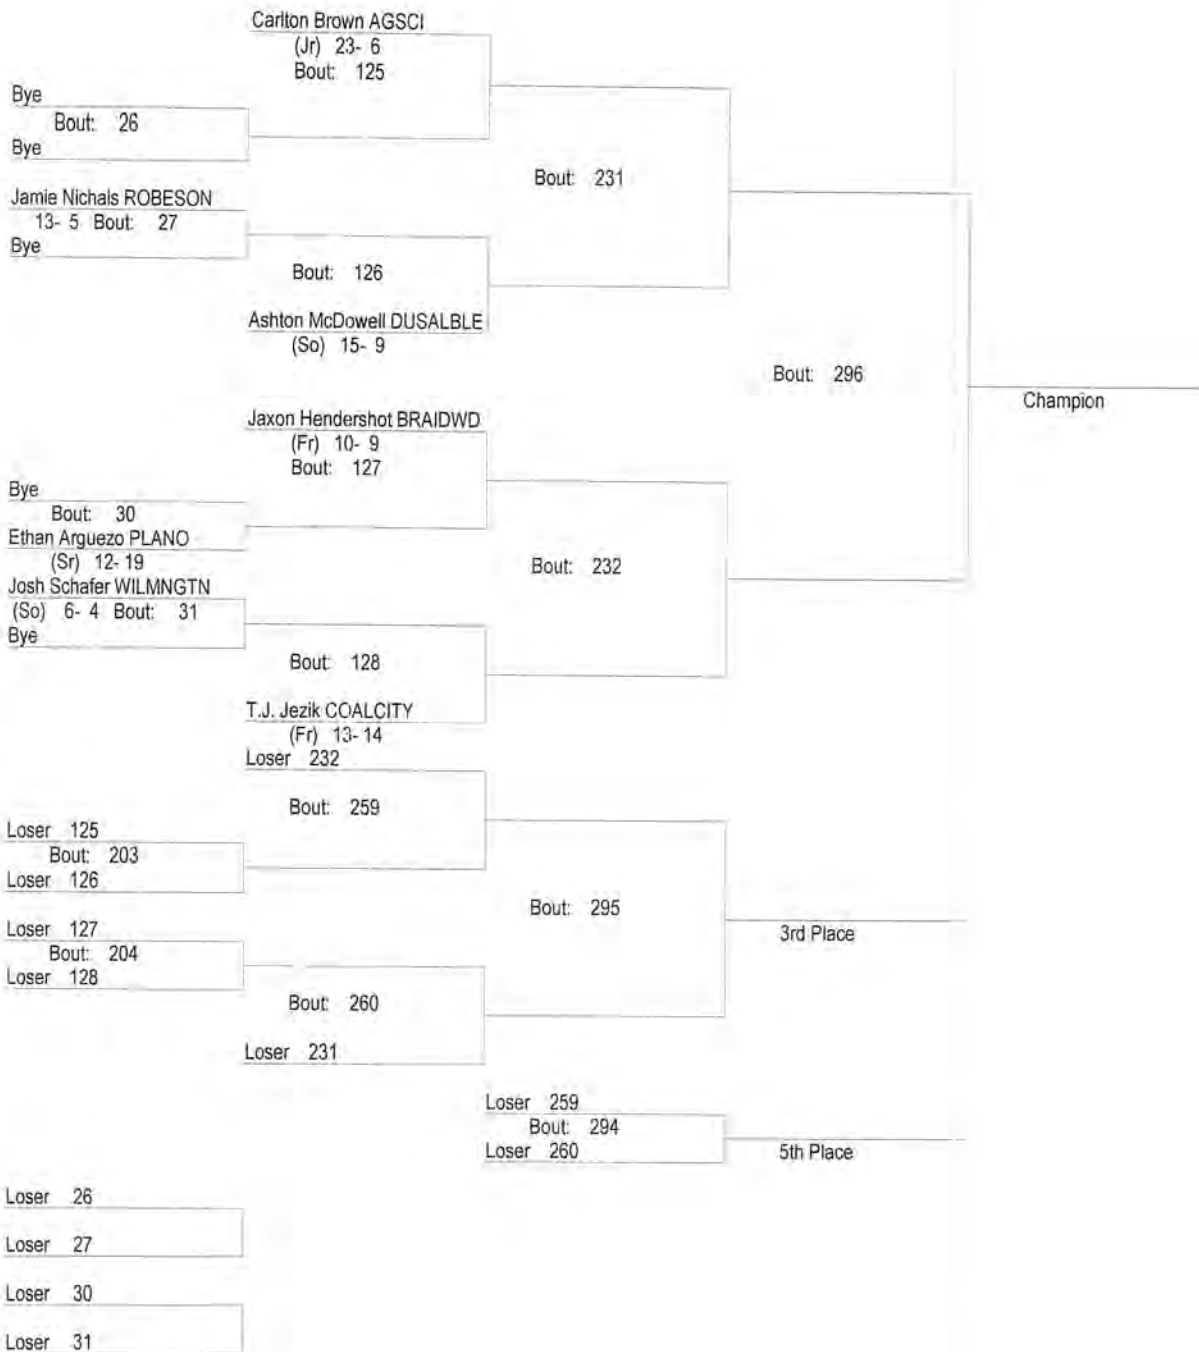 Carlton Brown AGSCI
(Jr) 23- 6
Bout: 125
Bye
Bout: 26
Bye
Bout: 231
Jamie Nichals ROBESON
13- 5 Bout: 27
Bye
Bout: 126
Ashton McDowell DUSALBLE
(So) 15- 9
Bout: 296
Champion
Jaxon Hendershot BRAIDWD
(Fr) 10- 9
Bout: 127
Bye
Bout: 30
Ethan Arguezo PLANO
(Sr) 12- 19
Bout: 232
Josh Schafer WILMNGTN
(So) 6- 4 Bout: 31
Bye
Bout: 128
T.J. Jezik COALCITY
(Fr) 13- 14
Loser 232
Bout: 259
Loser 125
Bout: 203
Loser 126
Bout: 295
Loser 127
Bout: 204
Loser 128
3rd Place
Bout: 260
Loser 231
Loser 259
Bout: 294
Loser 260
5th Place
Loser 26
Loser 27
Loser 30
Loser 31